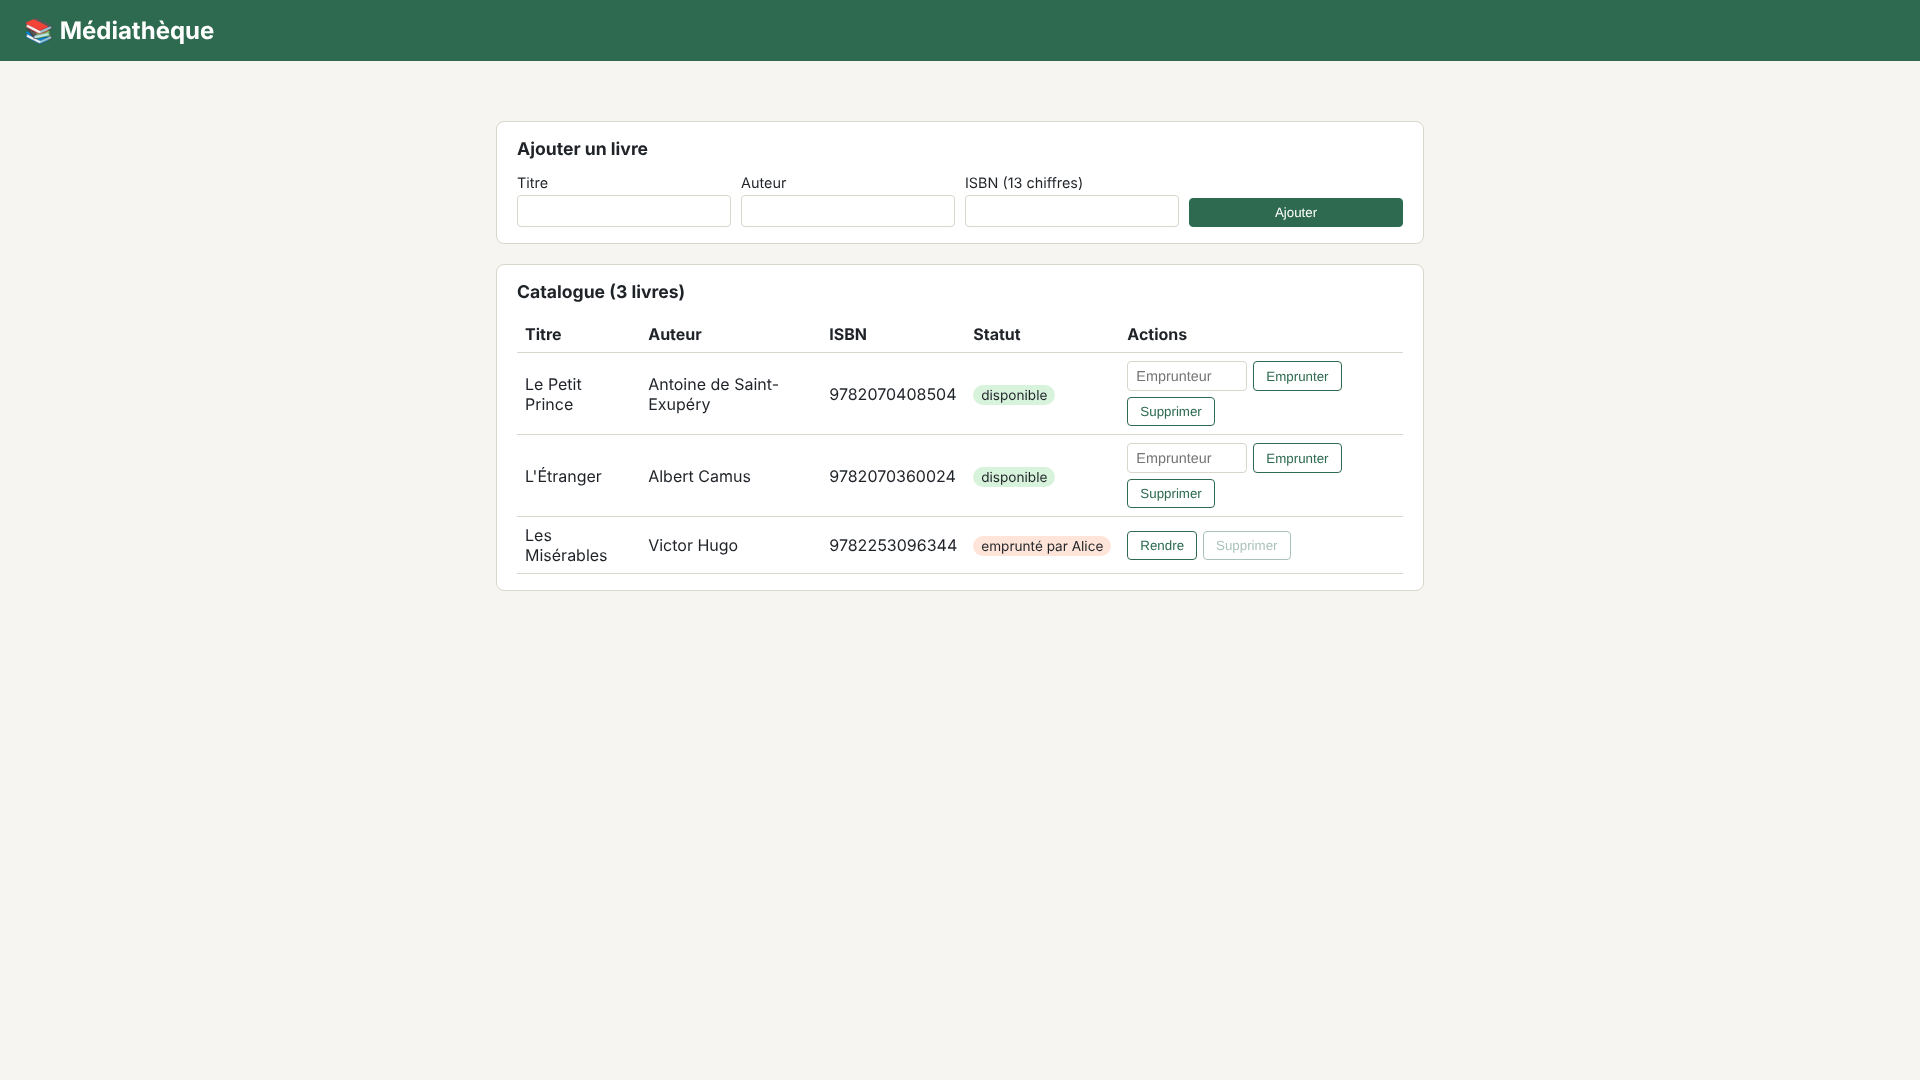 📚 Médiathèque
Ajouter un livre
Titre
Auteur
ISBN (13 chiffres)
Ajouter
Catalogue (3 livres)
Titre Auteur ISBN Statut Actions
Le Petit
Prince
Antoine de Saint-
Exupéry
9782070408504
disponible
Emprunteur
Emprunter
Supprimer
L'Étranger
Albert Camus
9782070360024
disponible
Emprunteur
Emprunter
Supprimer
Les
Misérables
Victor Hugo
9782253096344
emprunté par Alice
Rendre
Supprimer